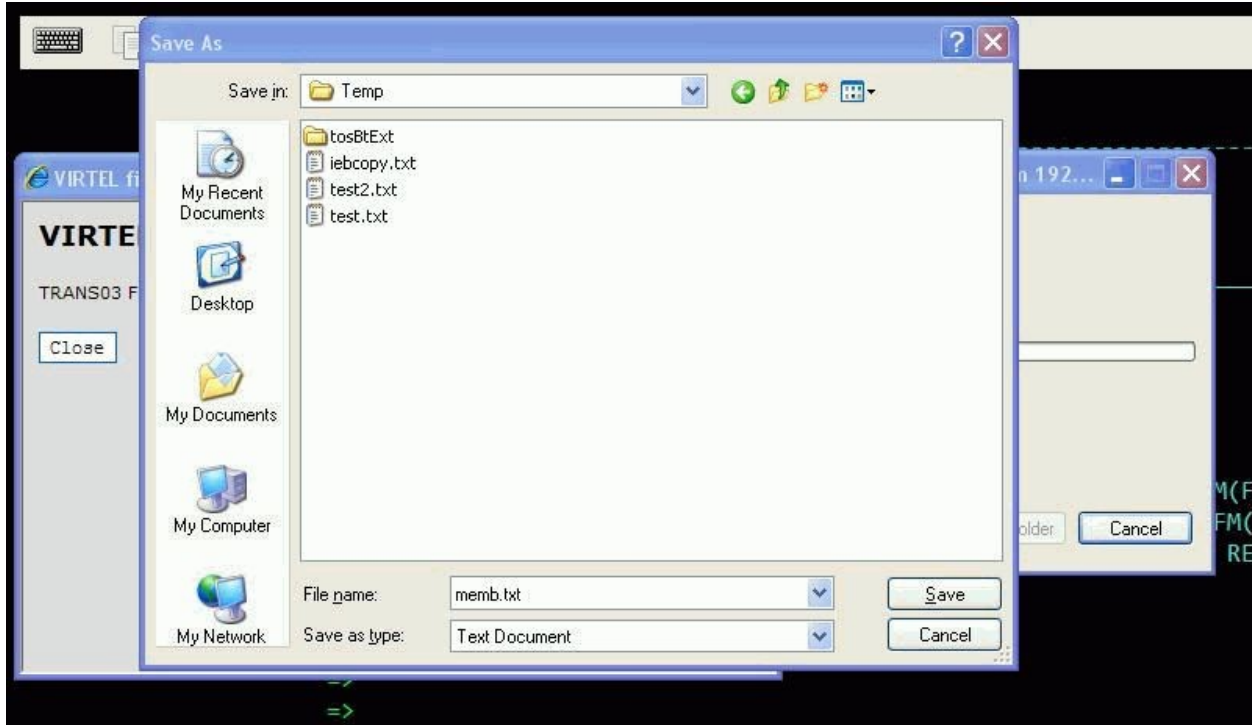 Save As
Save in: Temp
tosBtExt
iebcopy.txt
test2.txt
test.txt
My Recent
Documents
Desktop
My Documents
My Computer
My Network
File name: memb.txt
Save
Save as type: Text Document
Cancel
VIRTEL fi
VIRTE
TRANS03 F
Close
n 192...
older
Cancel
M(F
FM(
RE
=>
=>